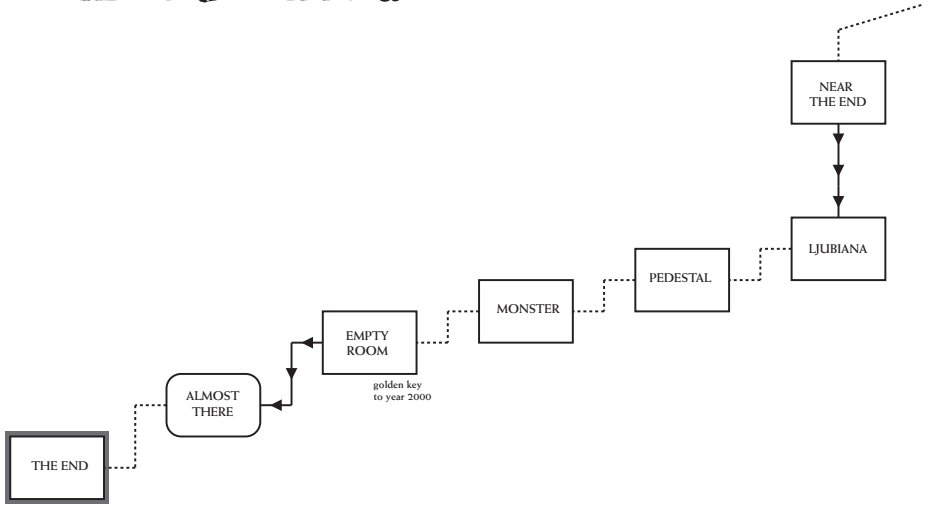 NEAR
THE END
LJUBIANA
PEDESTAL
MONSTER
EMPTY
ROOM
golden key
to year 2000
ALMOST
THERE
THE END